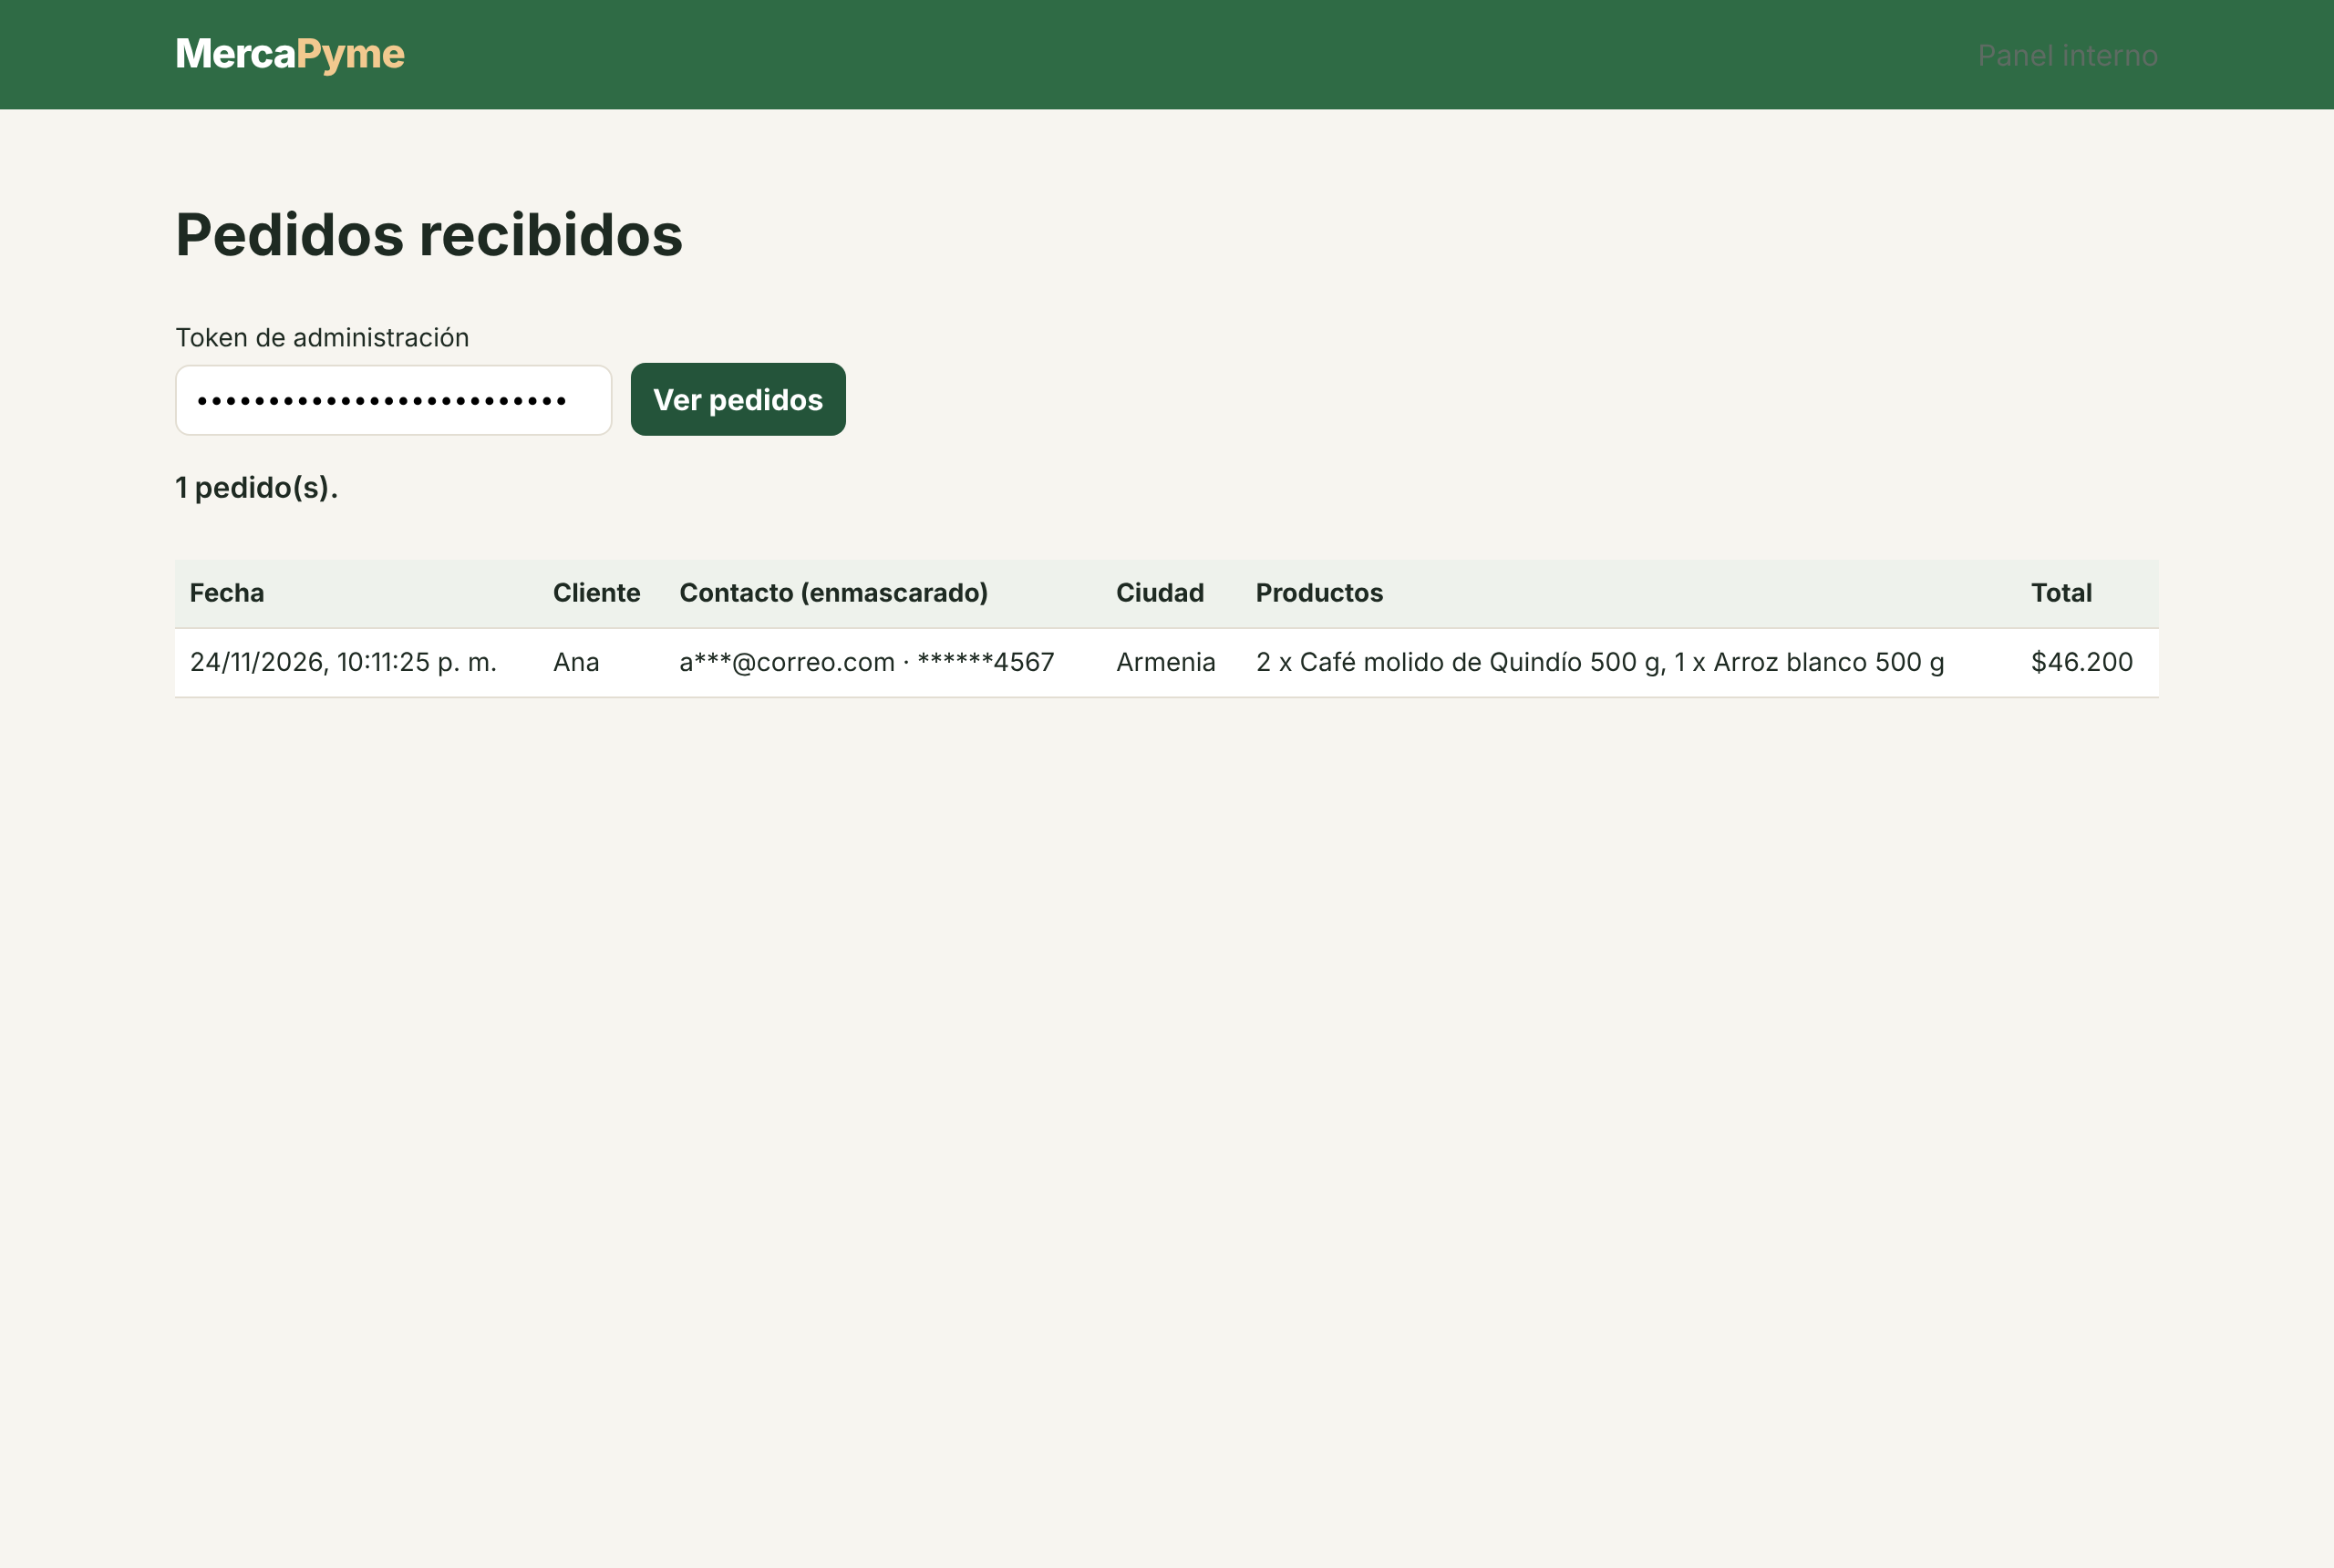 MercaPyme
Panel interno
Pedidos recibidos
Token de administración
••••••••••••••••••••••••••
Ver pedidos
1 pedido(s).
Fecha Cliente Contacto (enmascarado) Ciudad Productos Total
24/11/2026, 10:11:25 p. m. Ana a***@correo.com · ******4567 Armenia 2 x Café molido de Quindío 500 g, 1 x Arroz blanco 500 g $46.200